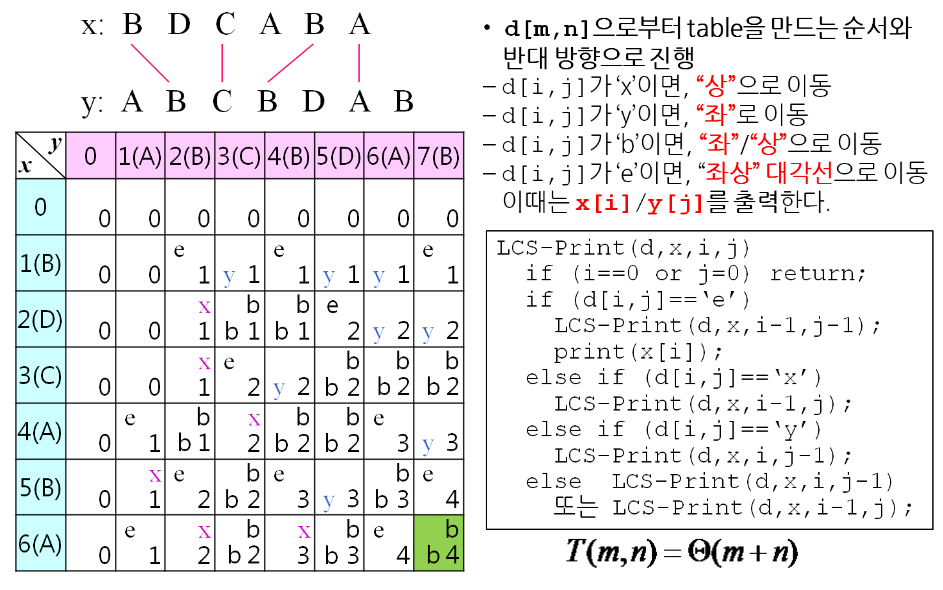 x: B D C A B A
y: A B C B D A B
y
x
0 1(A) 2(B) 3(C) 4(B) 5(D) 6(A) 7(B)
0 0 0 0 0 0 0 0 0
e e e
1(B) 0 0 1 y 1 1 y 1 y 1 1
x b b e
2(D) 0 0 1 b 1 b 1 2 y 2 y 2
x e b b b
3(C) 0 0 1 2 y 2 b 2 b 2 b 2
e b x b b e
4(A) 0 1 b 1 2 b 2 b 2 3 y 3
x e b e b e
5(B) 0 1 2 b 2 3 y 3 b 3 4
e x b x b e b
6(A) 0 1 2 b 2 3 b 3 4 b 4
• d[m,n]으로부터 table을 만드는 순서와
반대 방향으로 진행
– d[i,j]가 ‘x’이면, “상”으로 이동
– d[i,j]가 ‘y’이면, “좌”로 이동
– d[i,j]가 ‘b’이면, “좌”/“상”으로 이동
– d[i,j]가 ‘e’이면, “좌상” 대각선으로 이동
이때는 x[i]/y[j]를 출력한다.
LCS-Print(d,x,i,j)
if (i==0 or j=0) return;
if (d[i,j]==‘e’)
LCS-Print(d,x,i-1,j-1);
print(x[i]);
else if (d[i,j]==‘x’)
LCS-Print(d,x,i-1,j);
else if (d[i,j]==‘y’)
LCS-Print(d,x,i,j-1);
else LCS-Print(d,x,i,j-1)
또는 LCS-Print(d,x,i-1,j);
T(m,n) = Θ(m+n)